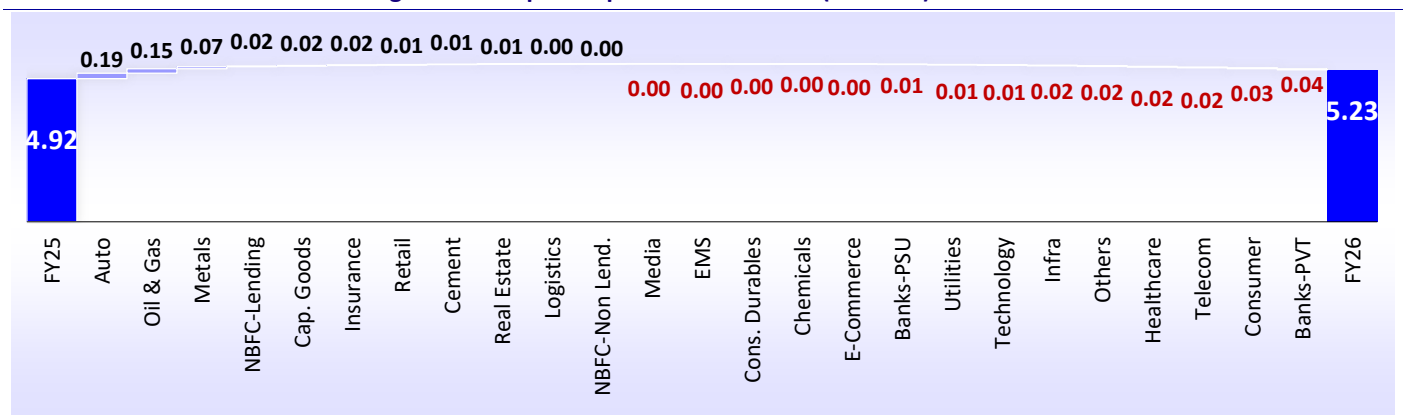 0.19 0.15 0.07 0.02 0.02 0.02 0.01 0.01 0.01 0.00 0.00
0.00 0.00 0.00 0.00 0.00 0.01 0.01 0.01 0.02 0.02 0.02 0.02 0.03 0.04
4.92
5.23
FY25
Auto
Oil & Gas
Metals
NBFC-Lending
Cap. Goods
Insurance
Retail
Cement
Real Estate
Logistics
NBFC-Non Lend.
Media
EMS
Cons. Durables
Chemicals
E-Commerce
Banks-PSU
Utilities
Technology
Infra
Others
Healthcare
Telecom
Consumer
Banks-PVT
FY26